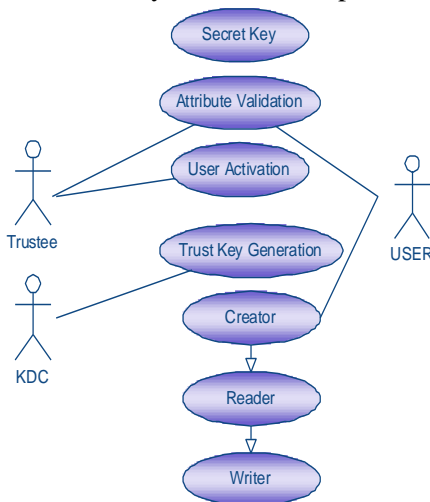 Secret Key
Attribute Validation
User Activation
Trustee
USER
Trust Key Generation
Creator
KDC
Reader
Writer